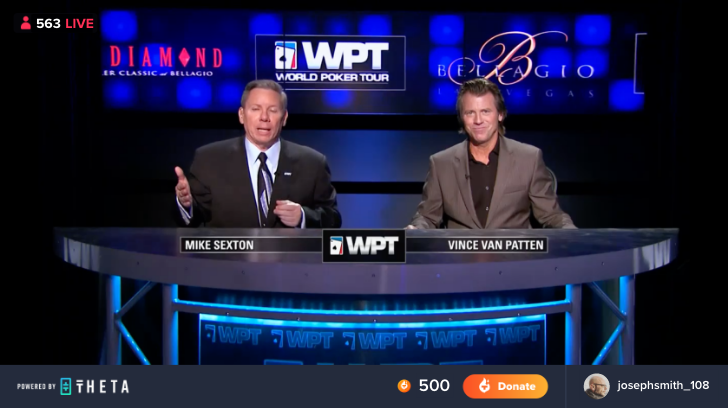 563 LIVE
DIAMOND
ER CLASSIC at BELLAGIO
WPT
WORLD POKER TOUR
B
BELLAGIO
LAS VEGAS
MIKE SEXTON
WPT
VINCE VAN PATTEN
WPT WPT WPT WPT WPT
POWERED BY THETA
500
Donate
josephsmith_108